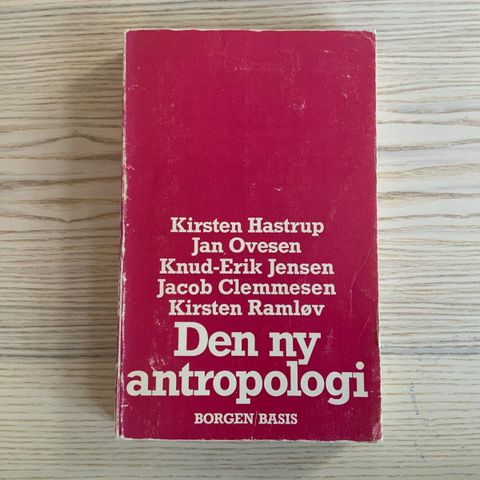 Kirsten Hastrup
Jan Ovesen
Knud-Erik Jensen
Jacob Clemmesen
Kirsten Ramløv
Den ny
antropologi
BORGEN/BASIS